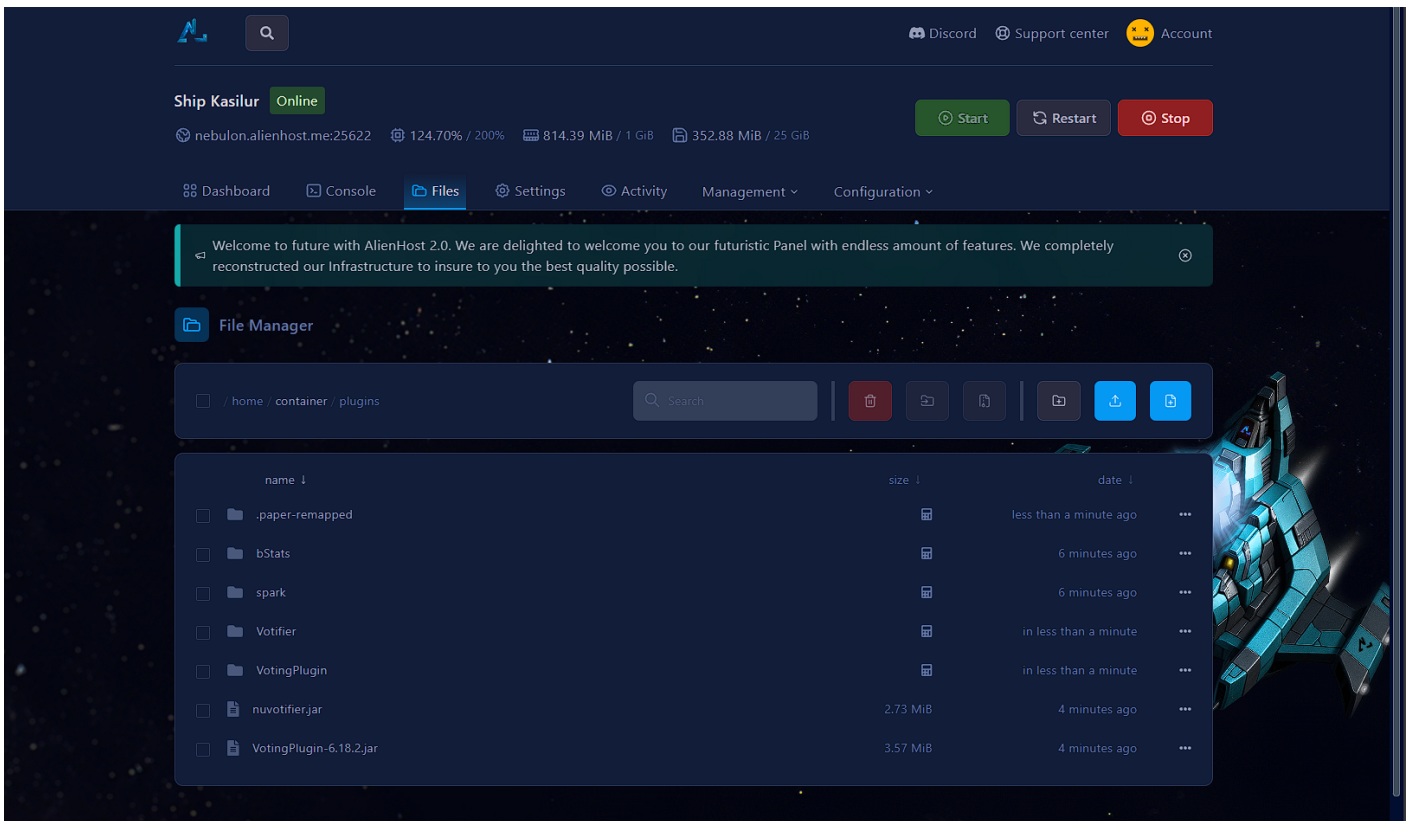 Discord Support center Account
Ship Kasilur Online
nebulon.alienhost.me:25622 124.70% / 200% 814.39 MiB / 1 GiB 352.88 MiB / 25 GiB
Start Restart Stop
Dashboard Console Files Settings Activity Management Configuration
Welcome to future with AlienHost 2.0. We are delighted to welcome you to our futuristic Panel with endless amount of features. We completely
reconstructed our Infrastructure to insure to you the best quality possible.
File Manager
/ home / container / plugins Search
name ↓ size ↓ date ↓
.paper-remapped less than a minute ago
bStats 6 minutes ago
spark 6 minutes ago
Votifier in less than a minute
VotingPlugin in less than a minute
nuvotifier.jar 2.73 MiB 4 minutes ago
VotingPlugin-6.18.2.jar 3.57 MiB 4 minutes ago